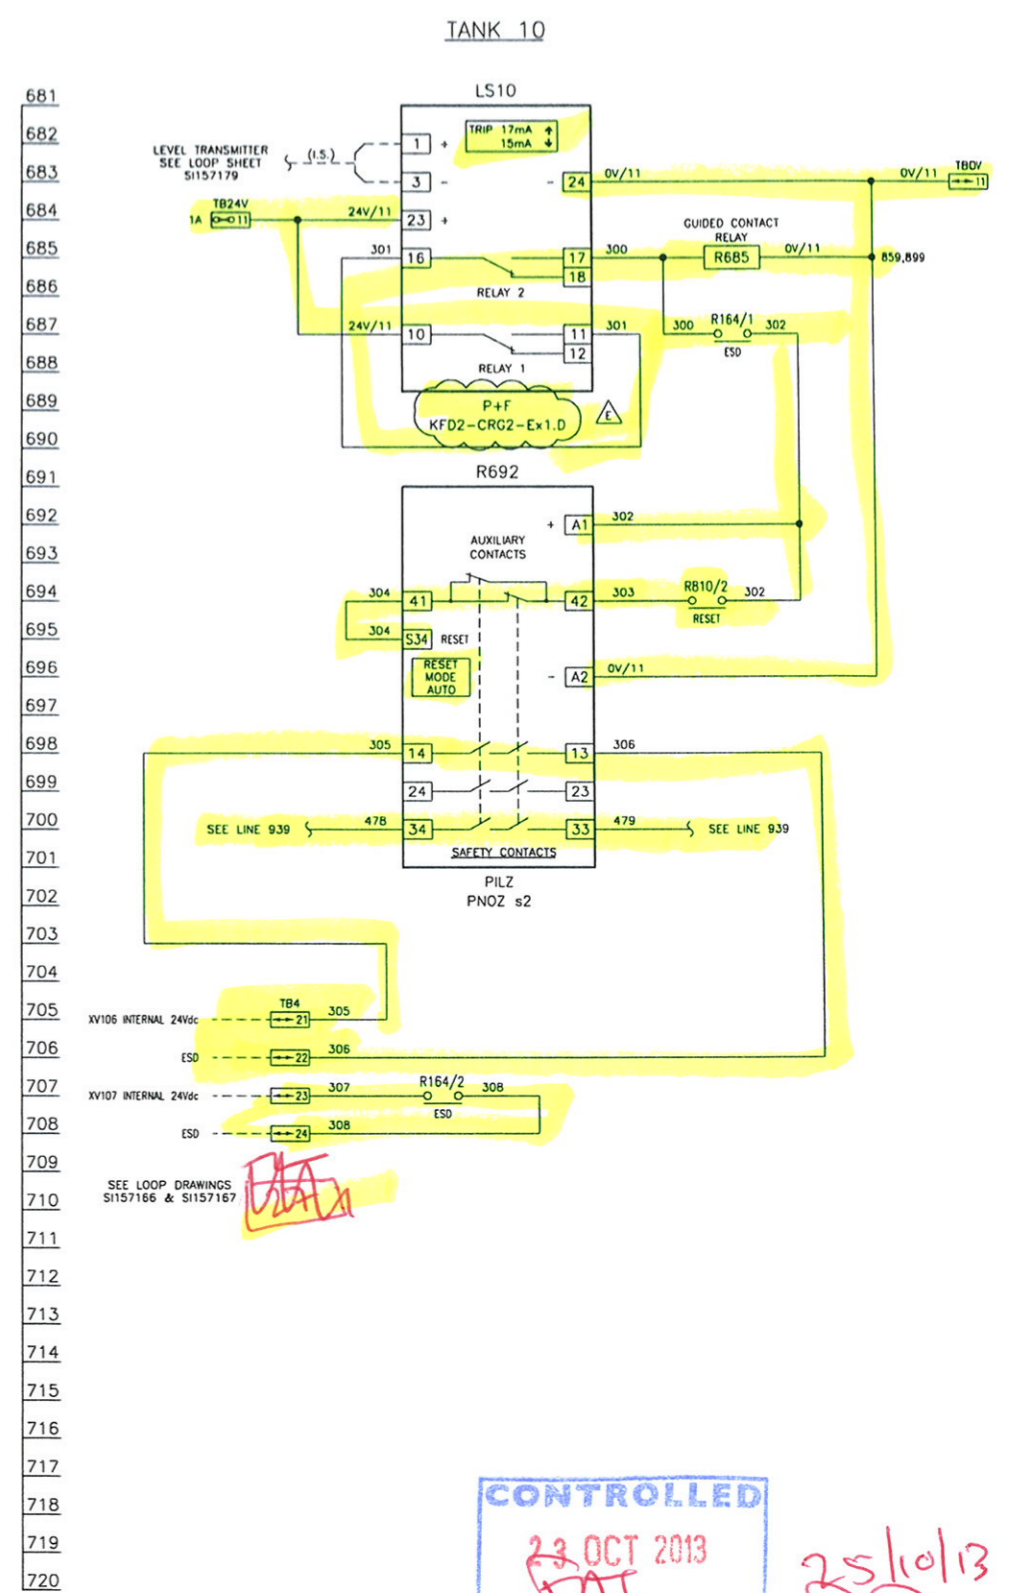 TANK 10
681
LS10
682
TRIP 17mA
15mA
1 +
LEVEL TRANSMITTER
SEE LOOP SHEET
SI157179
(I.S.)
683
3 -
- 24
0V/11
0V/11
TB0V
11
684
TB24V
1A 11
24V/11
23 +
GUIDED CONTACT
RELAY
685
301
16
17
300
R685
0V/11
859,899
18
686
RELAY 2
687
24V/11
10
11
301
300
R164/1
302
12
ESD
688
RELAY 1
689
P+F
KFD2-CRG2-Ex1.D
E
690
691
R692
692
+ A1
302
AUXILIARY
CONTACTS
693
694
304
41
42
303
R810/2
302
RESET
695
304
S34 RESET
696
RESET
MODE
AUTO
- A2
0V/11
697
698
305
14
13
306
699
24
23
700
SEE LINE 939
478
34
33
479
SEE LINE 939
701
SAFETY CONTACTS
702
PILZ
PNOZ s2
703
704
TB4
705
XV106 INTERNAL 24Vdc
21
305
706
ESD
22
306
707
XV107 INTERNAL 24Vdc
23
307
R164/2
308
ESD
708
ESD
24
308
709
SEE LOOP DRAWINGS
SI157166 & SI157167
710
711
712
713
714
715
716
717
CONTROLLED
718
719
23 OCT 2013
25/10/13
720